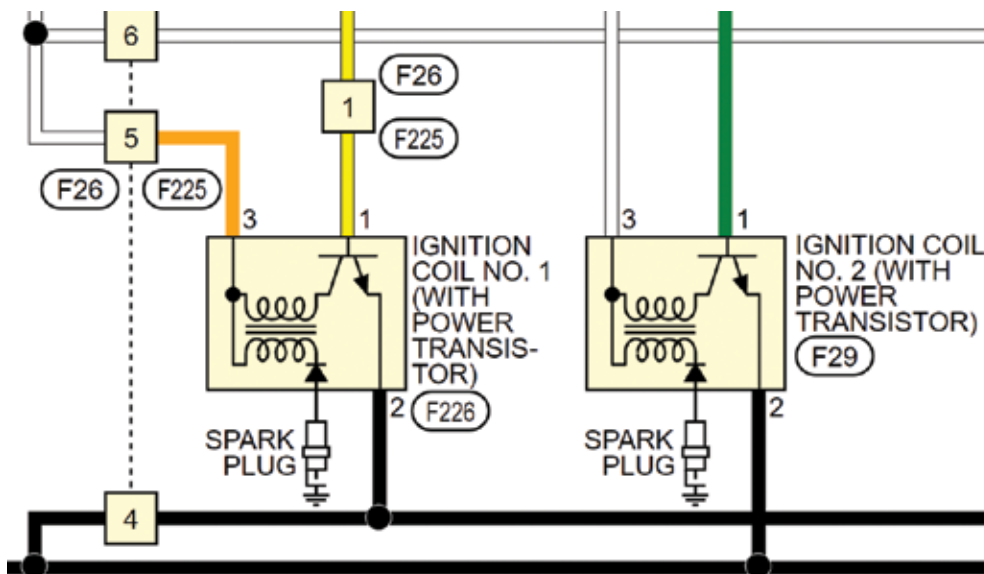 6
F26
1
5
F225
F26
F225
3
1
3
1
IGNITION
COIL NO. 1
(WITH
POWER
TRANSIS-
TOR)
IGNITION COIL
NO. 2 (WITH
POWER
TRANSISTOR)
F29
2
F226
2
SPARK
PLUG
SPARK
PLUG
4